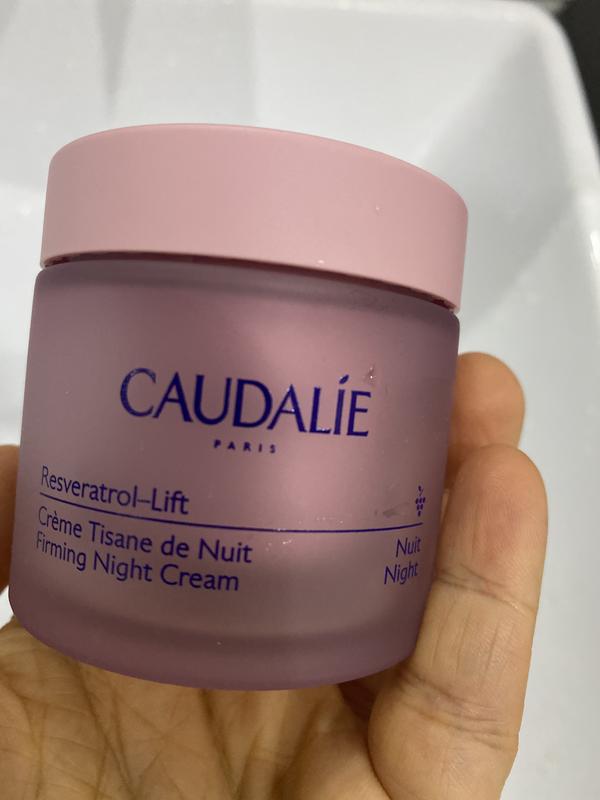 CAUDALÍE
PARIS
Resveratrol–Lift
Crème Tisane de Nuit
Firming Night Cream
Nuit
Night